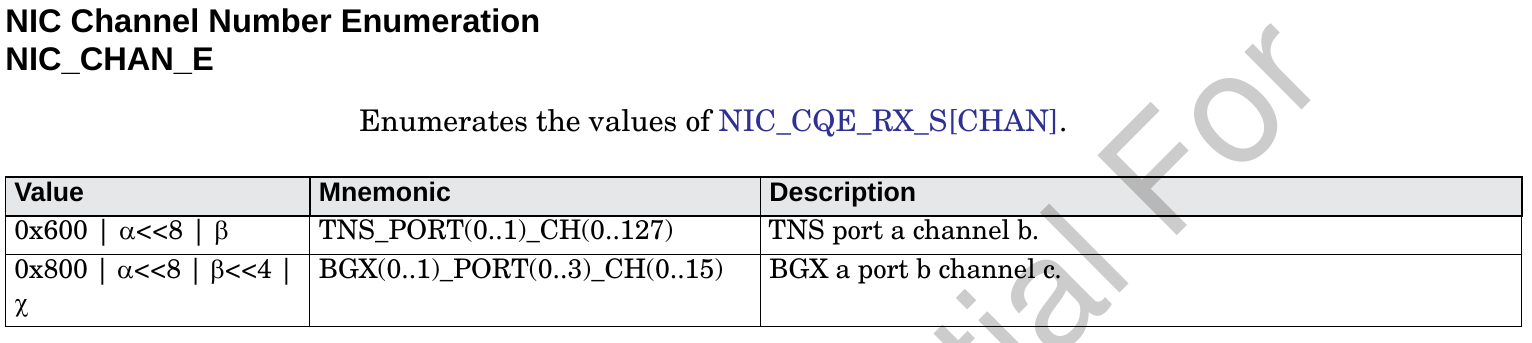 NIC Channel Number Enumeration
NIC_CHAN_E
Enumerates the values of NIC_CQE_RX_S[CHAN].
Value Mnemonic Description
0x600 | α<<8 | β TNS_PORT(0..1)_CH(0..127) TNS port a channel b.
0x800 | α<<8 | β<<4 | BGX(0..1)_PORT(0..3)_CH(0..15) BGX a port b channel c.
χ
tial For